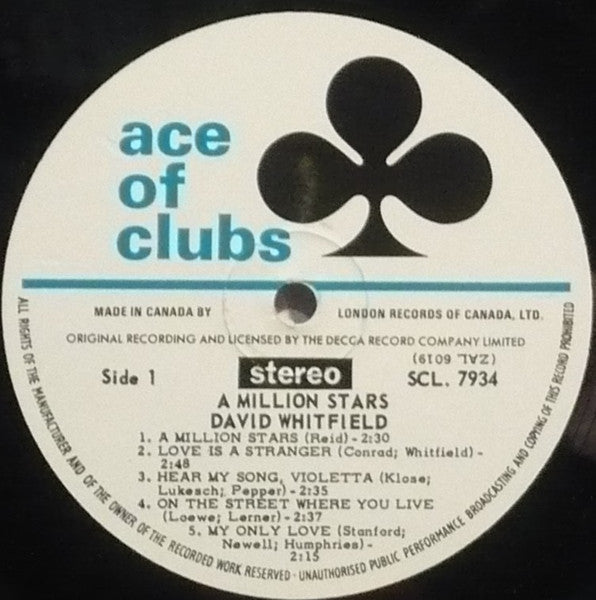 ace
of
clubs
MADE IN CANADA BY LONDON RECORDS OF CANADA, LTD.
ORIGINAL RECORDING AND LICENSED BY THE DECCA RECORD COMPANY LIMITED
(ZAL 6019)
Side 1 stereo SCL. 7934
A MILLION STARS
DAVID WHITFIELD
1. A MILLION STARS (Reid) - 2:30
2. LOVE IS A STRANGER (Conrad; Whitfield) -
2:48
3. HEAR MY SONG, VIOLETTA (Klose;
Lukesch; Pepper) - 2:35
4. ON THE STREET WHERE YOU LIVE
(Loewe; Lerner) - 2:37
5. MY ONLY LOVE (Stanford;
Newell; Humphries) -
2:15
ALL RIGHTS OF THE MANUFACTURER AND OF THE OWNER OF THE RECORDED WORK RESERVED · UNAUTHORISED PUBLIC PERFORMANCE BROADCASTING AND COPYING OF THIS RECORD PROHIBITED